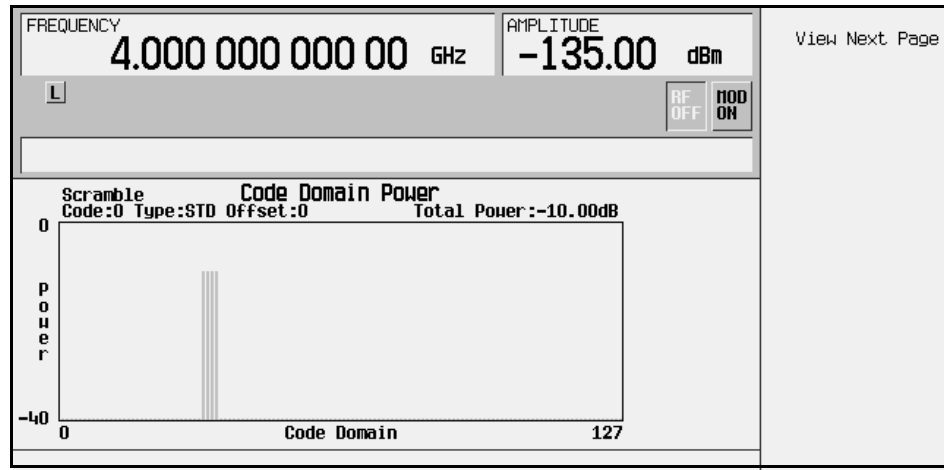 FREQUENCY
4.000 000 000 00 GHz
AMPLITUDE
-135.00 dBm
View Next Page
L
RF OFF
MOD ON
Code Domain Power
Scramble
Code:0 Type:STD Offset:0 Total Power:-10.00dB
0
Power
-40
0 Code Domain 127